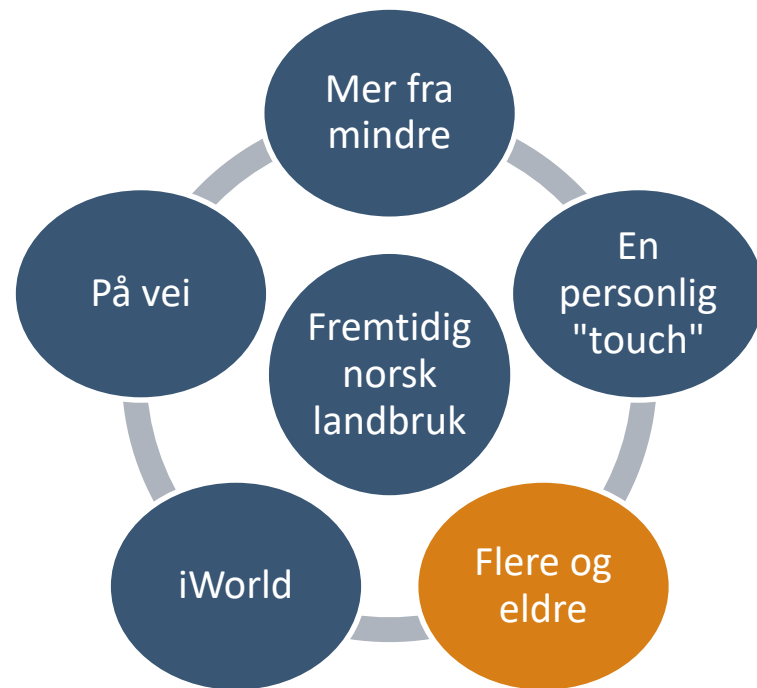 Mer fra
mindre
En
personlig
"touch"
På vei
Fremtidig
norsk
landbruk
iWorld
Flere og
eldre